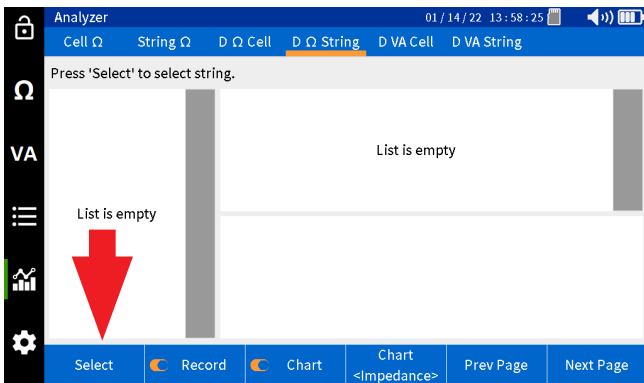 Analyzer 01/14/22 13:58:25
Cell Ω String Ω D Ω Cell D Ω String D VA Cell D VA String
Press 'Select' to select string.
Ω
VA
List is empty
List is empty
Select Record Chart Chart Prev Page Next Page
<Impedance>